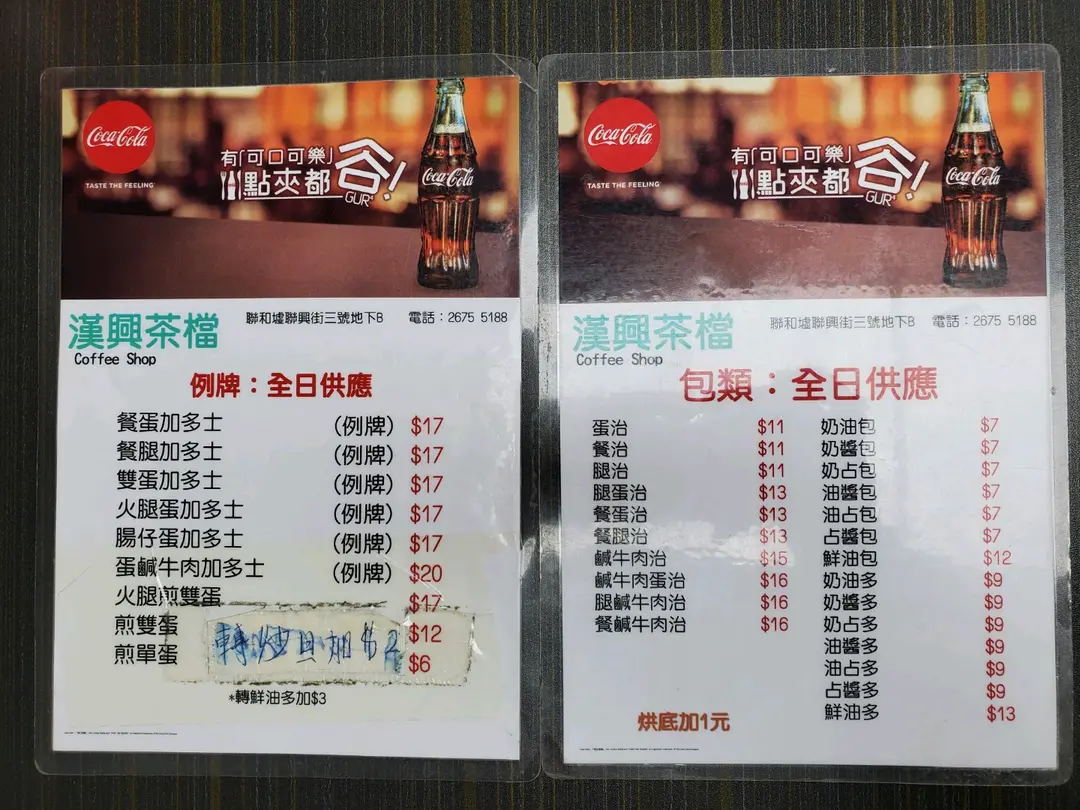 Coca-Cola
TASTE THE FEELING
有「可口可樂」
點夾都谷!
GUR⁴
Coca-Cola
漢興茶檔
Coffee Shop
聯和墟聯興街三號地下B 電話：2675 5188
例牌：全日供應
餐蛋加多士 (例牌) $17
餐腿加多士 (例牌) $17
雙蛋加多士 (例牌) $17
火腿蛋加多士 (例牌) $17
腸仔蛋加多士 (例牌) $17
蛋鹹牛肉加多士 (例牌) $20
火腿煎雙蛋 $17
煎雙蛋 $12
煎單蛋 $6
轉炒 加$2
*轉鮮油多加$3
Coca-Cola
TASTE THE FEELING
有「可口可樂」
點夾都谷!
GUR⁴
Coca-Cola
漢興茶檔
Coffee Shop
聯和墟聯興街三號地下B 電話：2675 5188
包類：全日供應
蛋治 $11
餐治 $11
腿治 $11
腿蛋治 $13
餐蛋治 $13
餐腿治 $13
鹹牛肉治 $15
鹹牛肉蛋治 $16
腿鹹牛肉治 $16
餐鹹牛肉治 $16
奶油包 $7
奶醬包 $7
奶占包 $7
油醬包 $7
油占包 $7
占醬包 $7
鮮油包 $12
奶油多 $9
奶醬多 $9
奶占多 $9
油醬多 $9
油占多 $9
占醬多 $9
鮮油多 $13
烘底加1元